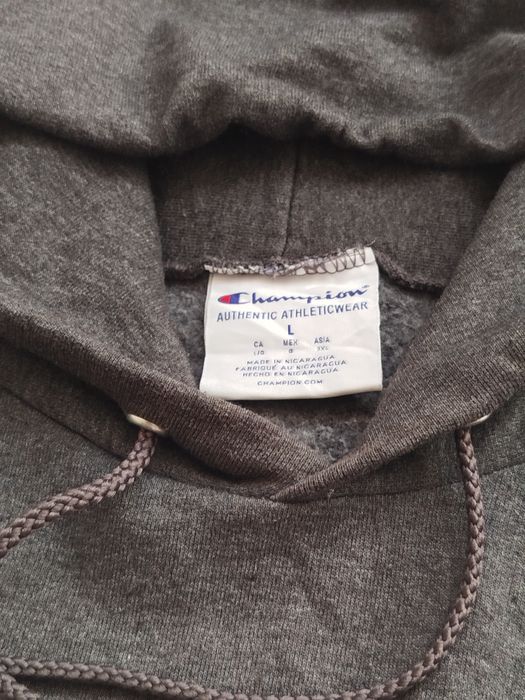 Champion
AUTHENTIC ATHLETICWEAR
L
CA MEX ASIA
L/G G
MADE IN NICARAGUA
FABRIQUÉ AU NICARAGUA
HECHO EN NICARAGUA
CHAMPION.COM